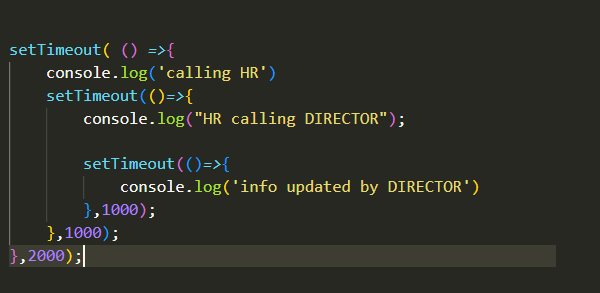 setTimeout( () =>{
    console.log('calling HR')
    setTimeout(()=>{
        console.log("HR calling DIRECTOR");
        setTimeout(()=>{
            console.log('info updated by DIRECTOR')
        },1000);
    },1000);
},2000);